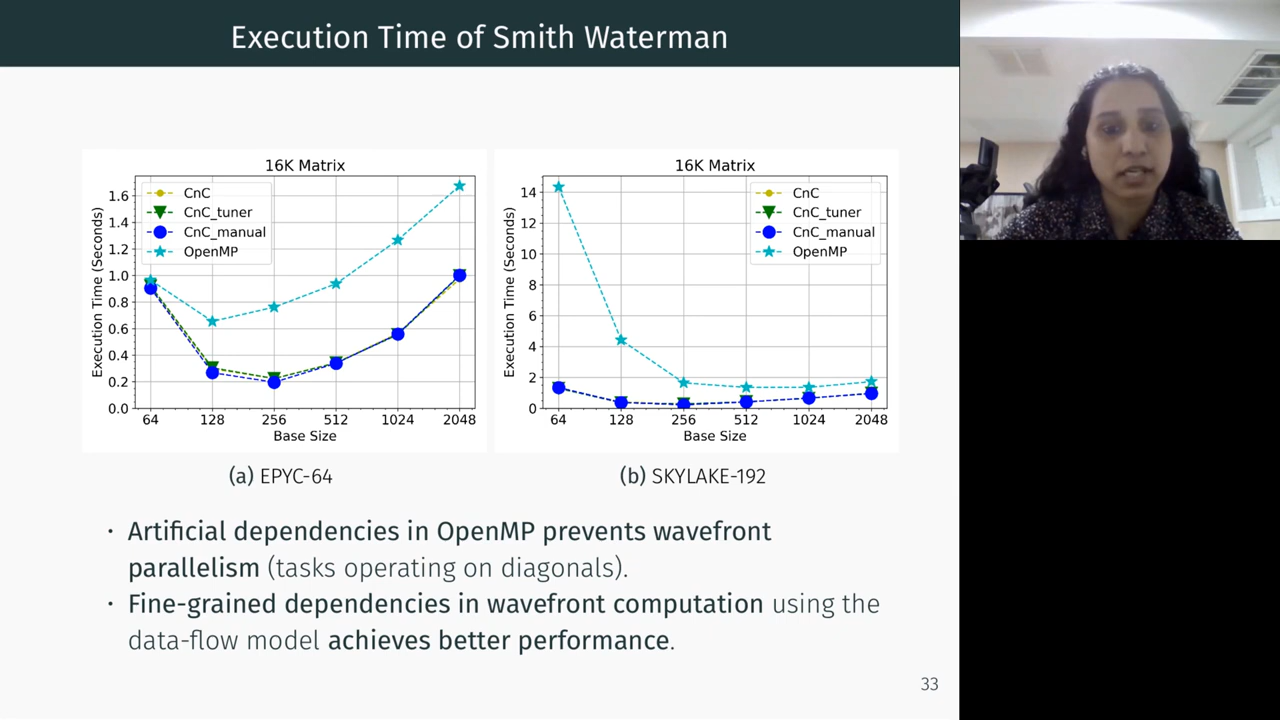 Execution Time of Smith Waterman
16K Matrix
Execution Time (Seconds)
1.6
1.4
1.2
1.0
0.8
0.6
0.4
0.2
0.0
CnC
CnC_tuner
CnC_manual
OpenMP
64 128 256 512 1024 2048
Base Size
(a) EPYC-64
16K Matrix
Execution Time (Seconds)
14
12
10
8
6
4
2
0
CnC
CnC_tuner
CnC_manual
OpenMP
64 128 256 512 1024 2048
Base Size
(b) SKYLAKE-192
· Artificial dependencies in OpenMP prevents wavefront
parallelism (tasks operating on diagonals).
· Fine-grained dependencies in wavefront computation using the
data-flow model achieves better performance.
33